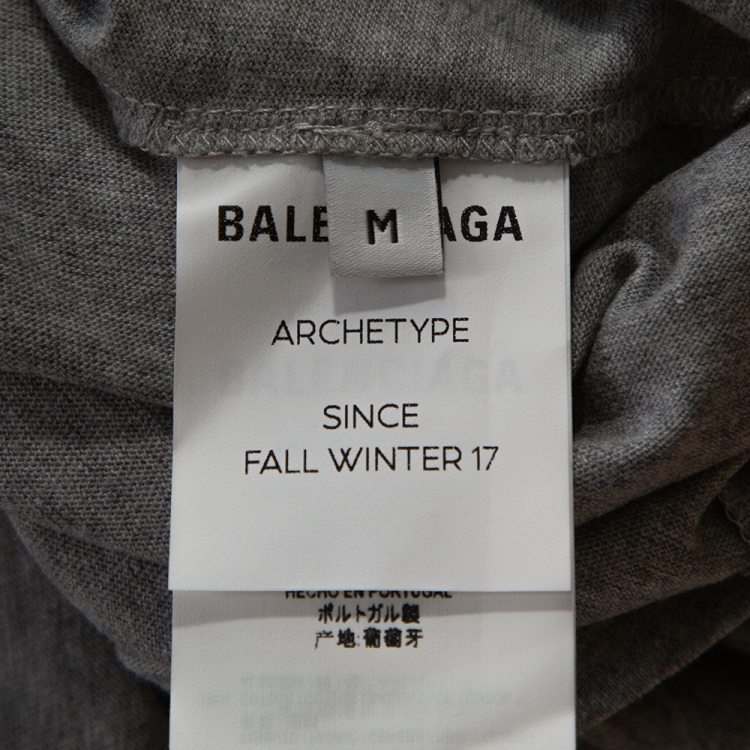 BALE M AGA
ARCHETYPE
SINCE
FALL WINTER 17
HECHO EN PORTUGAL
ポルトガル製
产地:葡萄牙